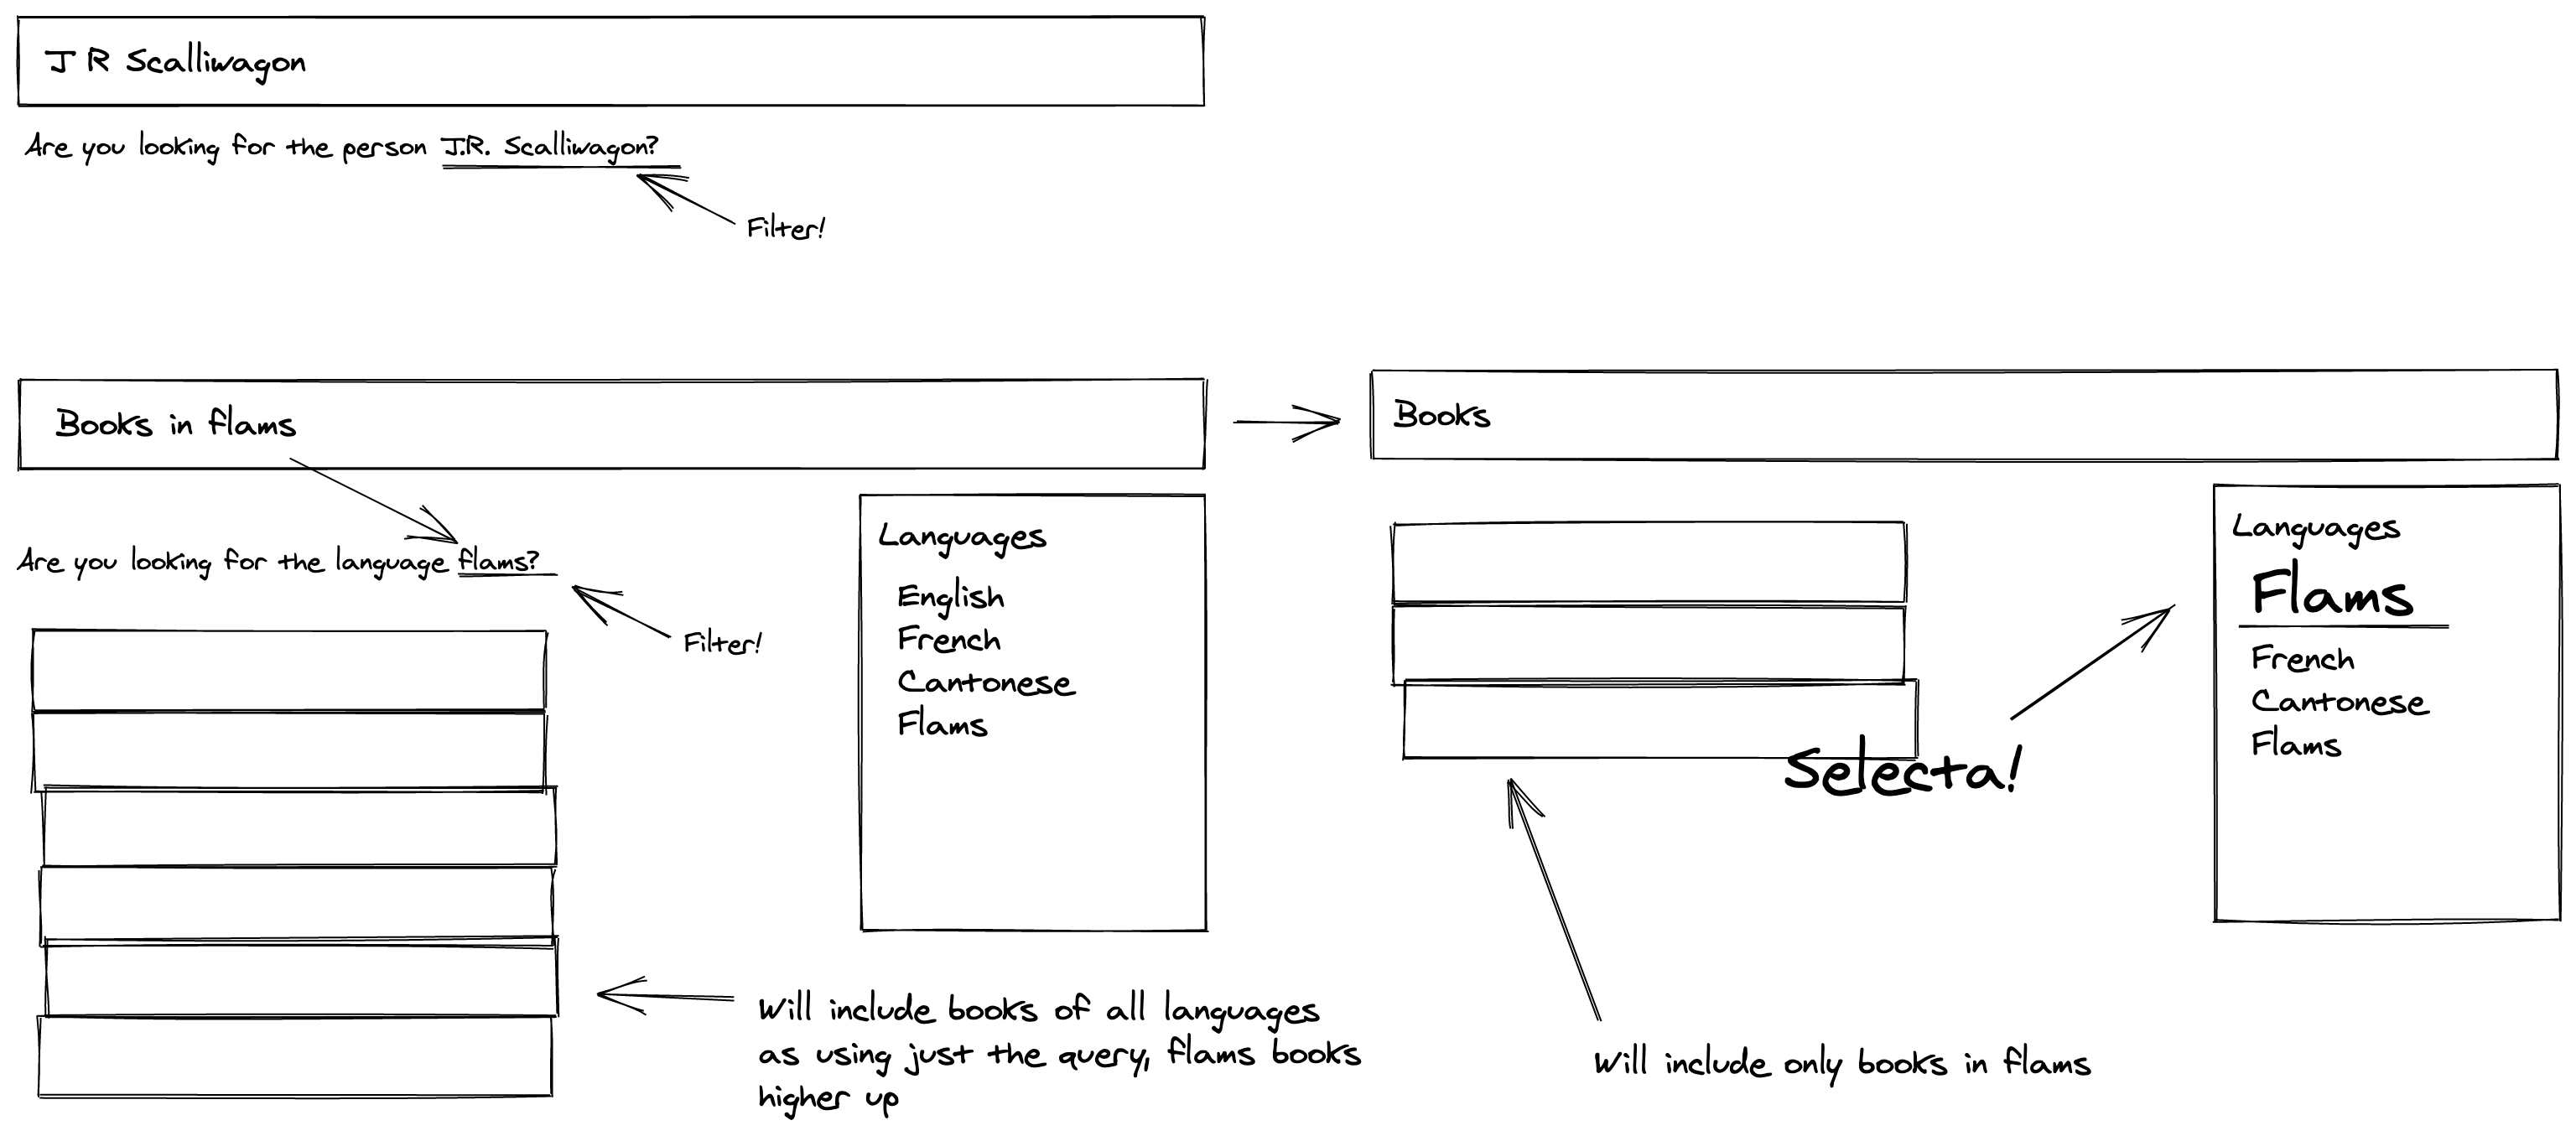 J R Scalliwagon
Are you looking for the person J.R. Scalliwagon?
Filter!
Books in flams
Are you looking for the language flams?
Filter!
Languages
English
French
Cantonese
Flams
Will include books of all languages
as using just the query, flams books
higher up
Books
Languages
Flams
French
Cantonese
Flams
Selecta!
Will include only books in flams